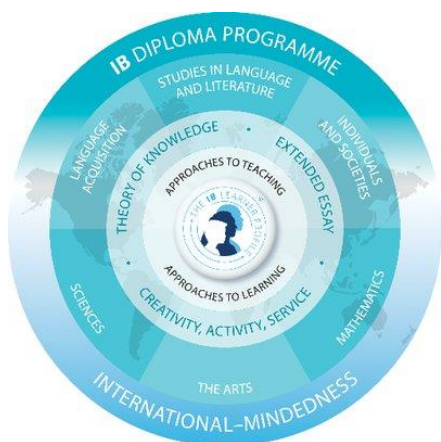 IB DIPLOMA PROGRAMME
STUDIES IN LANGUAGE
AND LITERATURE
LANGUAGE
ACQUISITION
INDIVIDUALS
AND SOCIETIES
THEORY OF KNOWLEDGE
EXTENDED ESSAY
APPROACHES TO TEACHING
THE IB LEARNER PROFILE
APPROACHES TO LEARNING
CREATIVITY, ACTIVITY, SERVICE
SCIENCES
MATHEMATICS
THE ARTS
INTERNATIONAL–MINDEDNESS